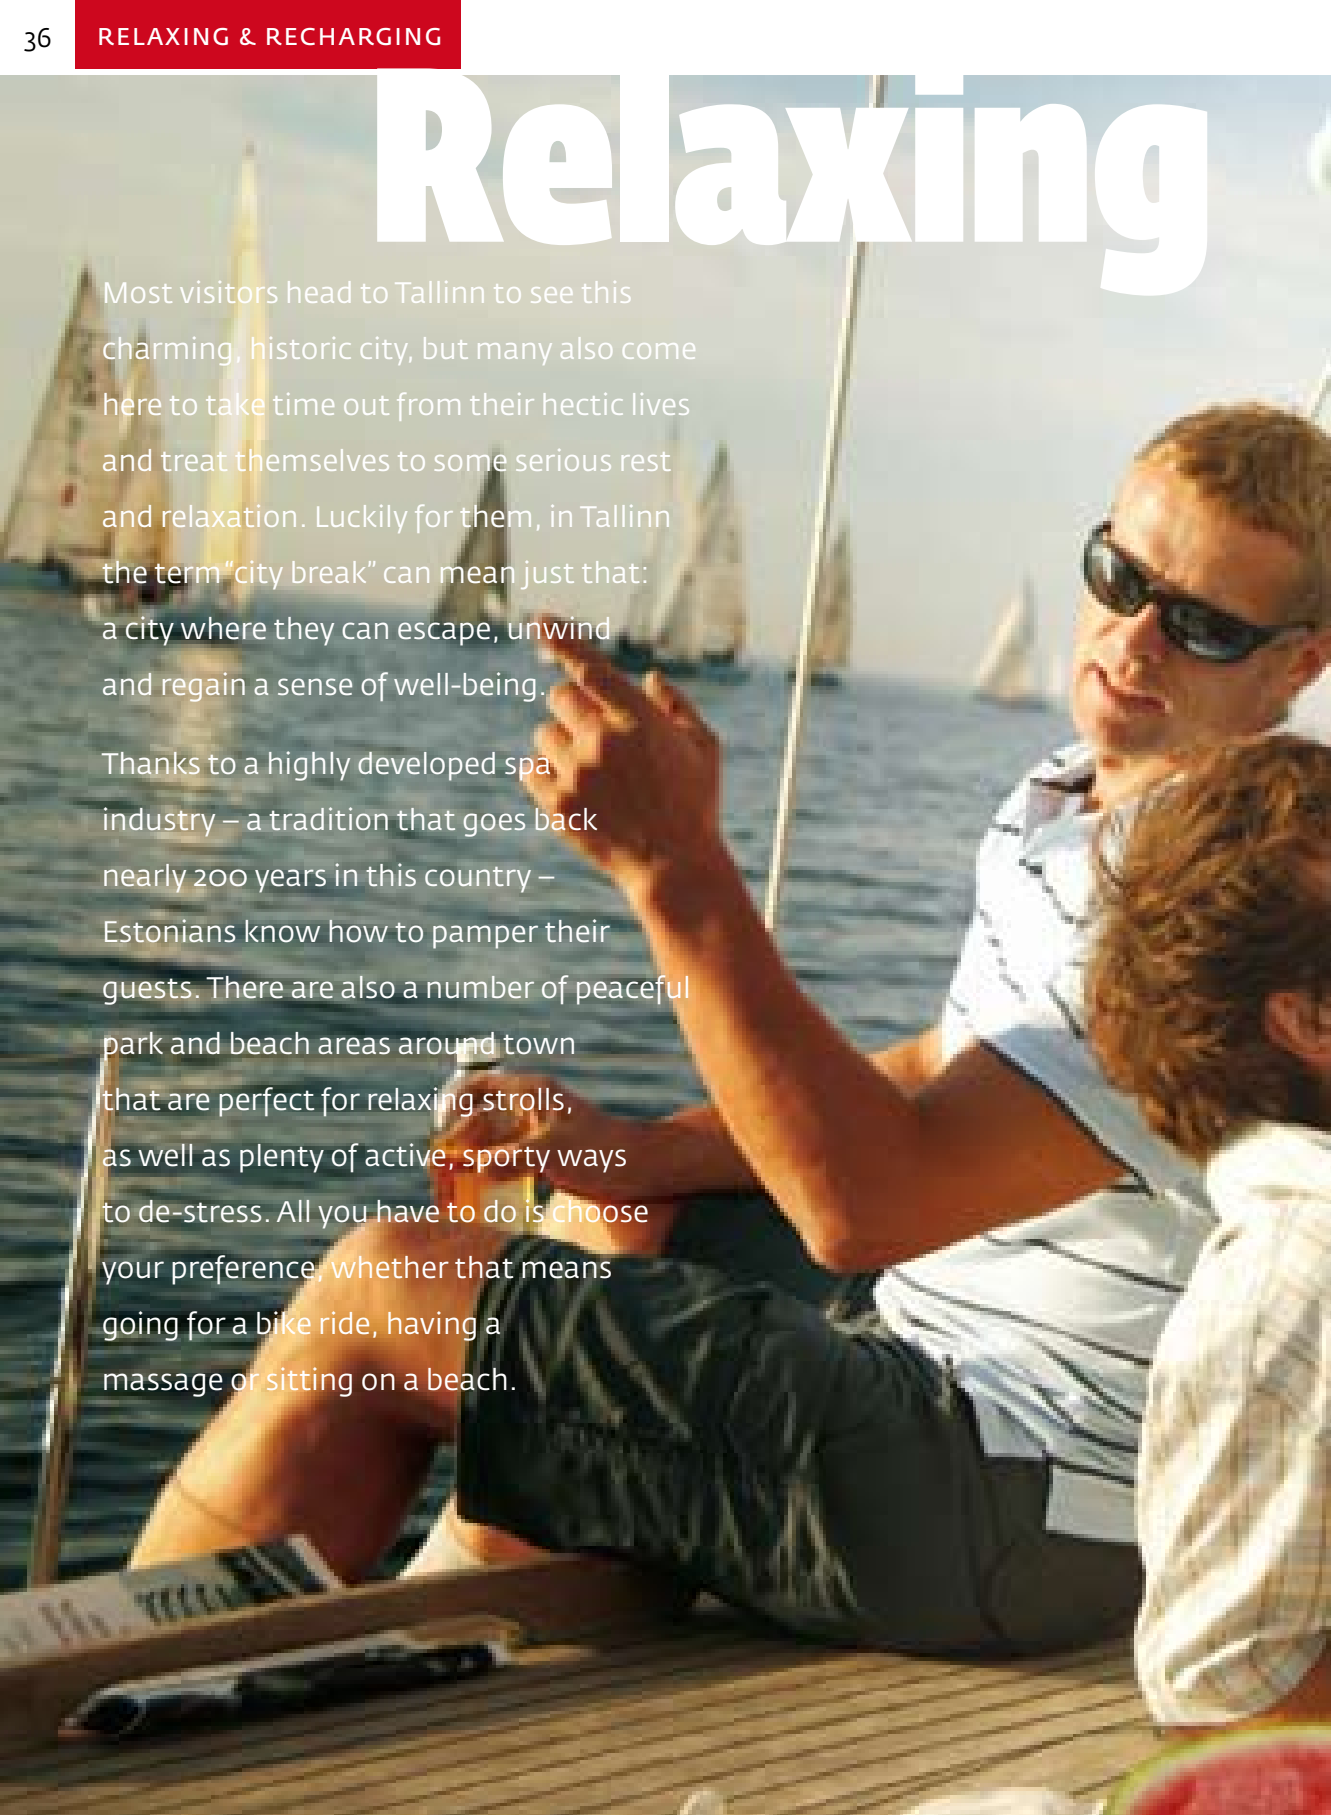 36
RELAXING & RECHARGING
Relaxing
Most visitors head to Tallinn to see this
charming, historic city, but many also come
here to take time out from their hectic lives
and treat themselves to some serious rest
and relaxation. Luckily for them, in Tallinn
the term “city break” can mean just that:
a city where they can escape, unwind
and regain a sense of well-being.
Thanks to a highly developed spa
industry – a tradition that goes back
nearly 200 years in this country –
Estonians know how to pamper their
guests. There are also a number of peaceful
park and beach areas around town
that are perfect for relaxing strolls,
as well as plenty of active, sporty ways
to de-stress. All you have to do is choose
your preference, whether that means
going for a bike ride, having a
massage or sitting on a beach.